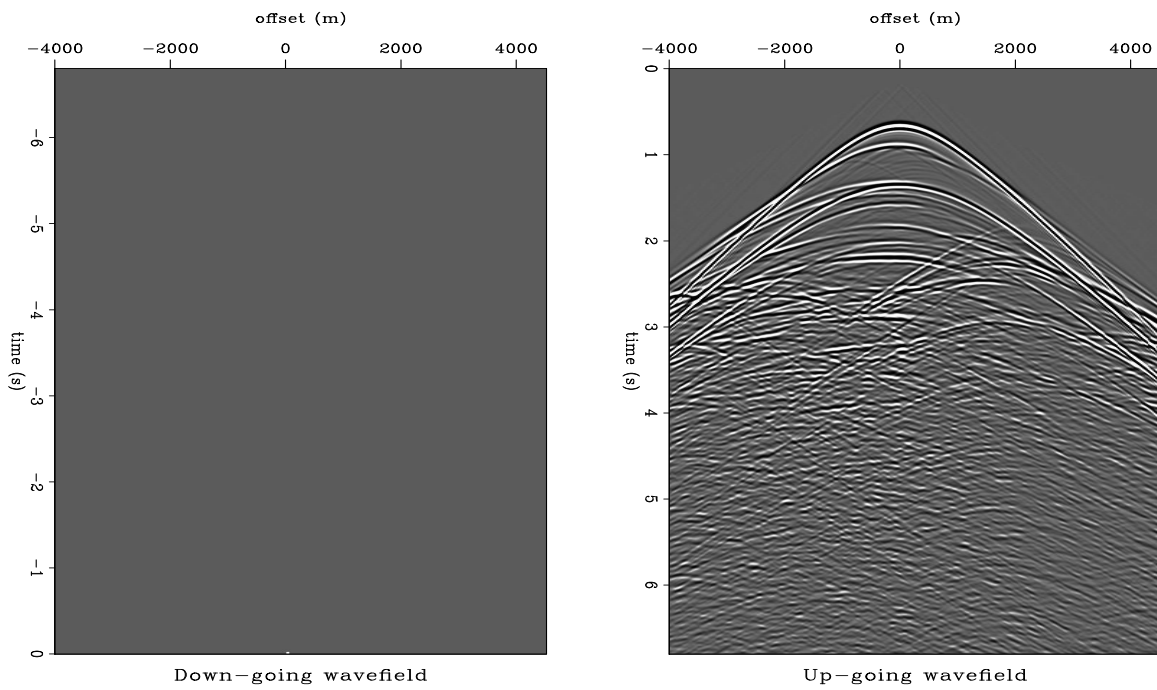 offset (m)
−4000 −2000 0 2000 4000
−6
−5
−4
−3
−2
−1
0
time (s)
Down−going wavefield
offset (m)
−4000 −2000 0 2000 4000
0
1
2
3
4
5
6
time (s)
Up−going wavefield